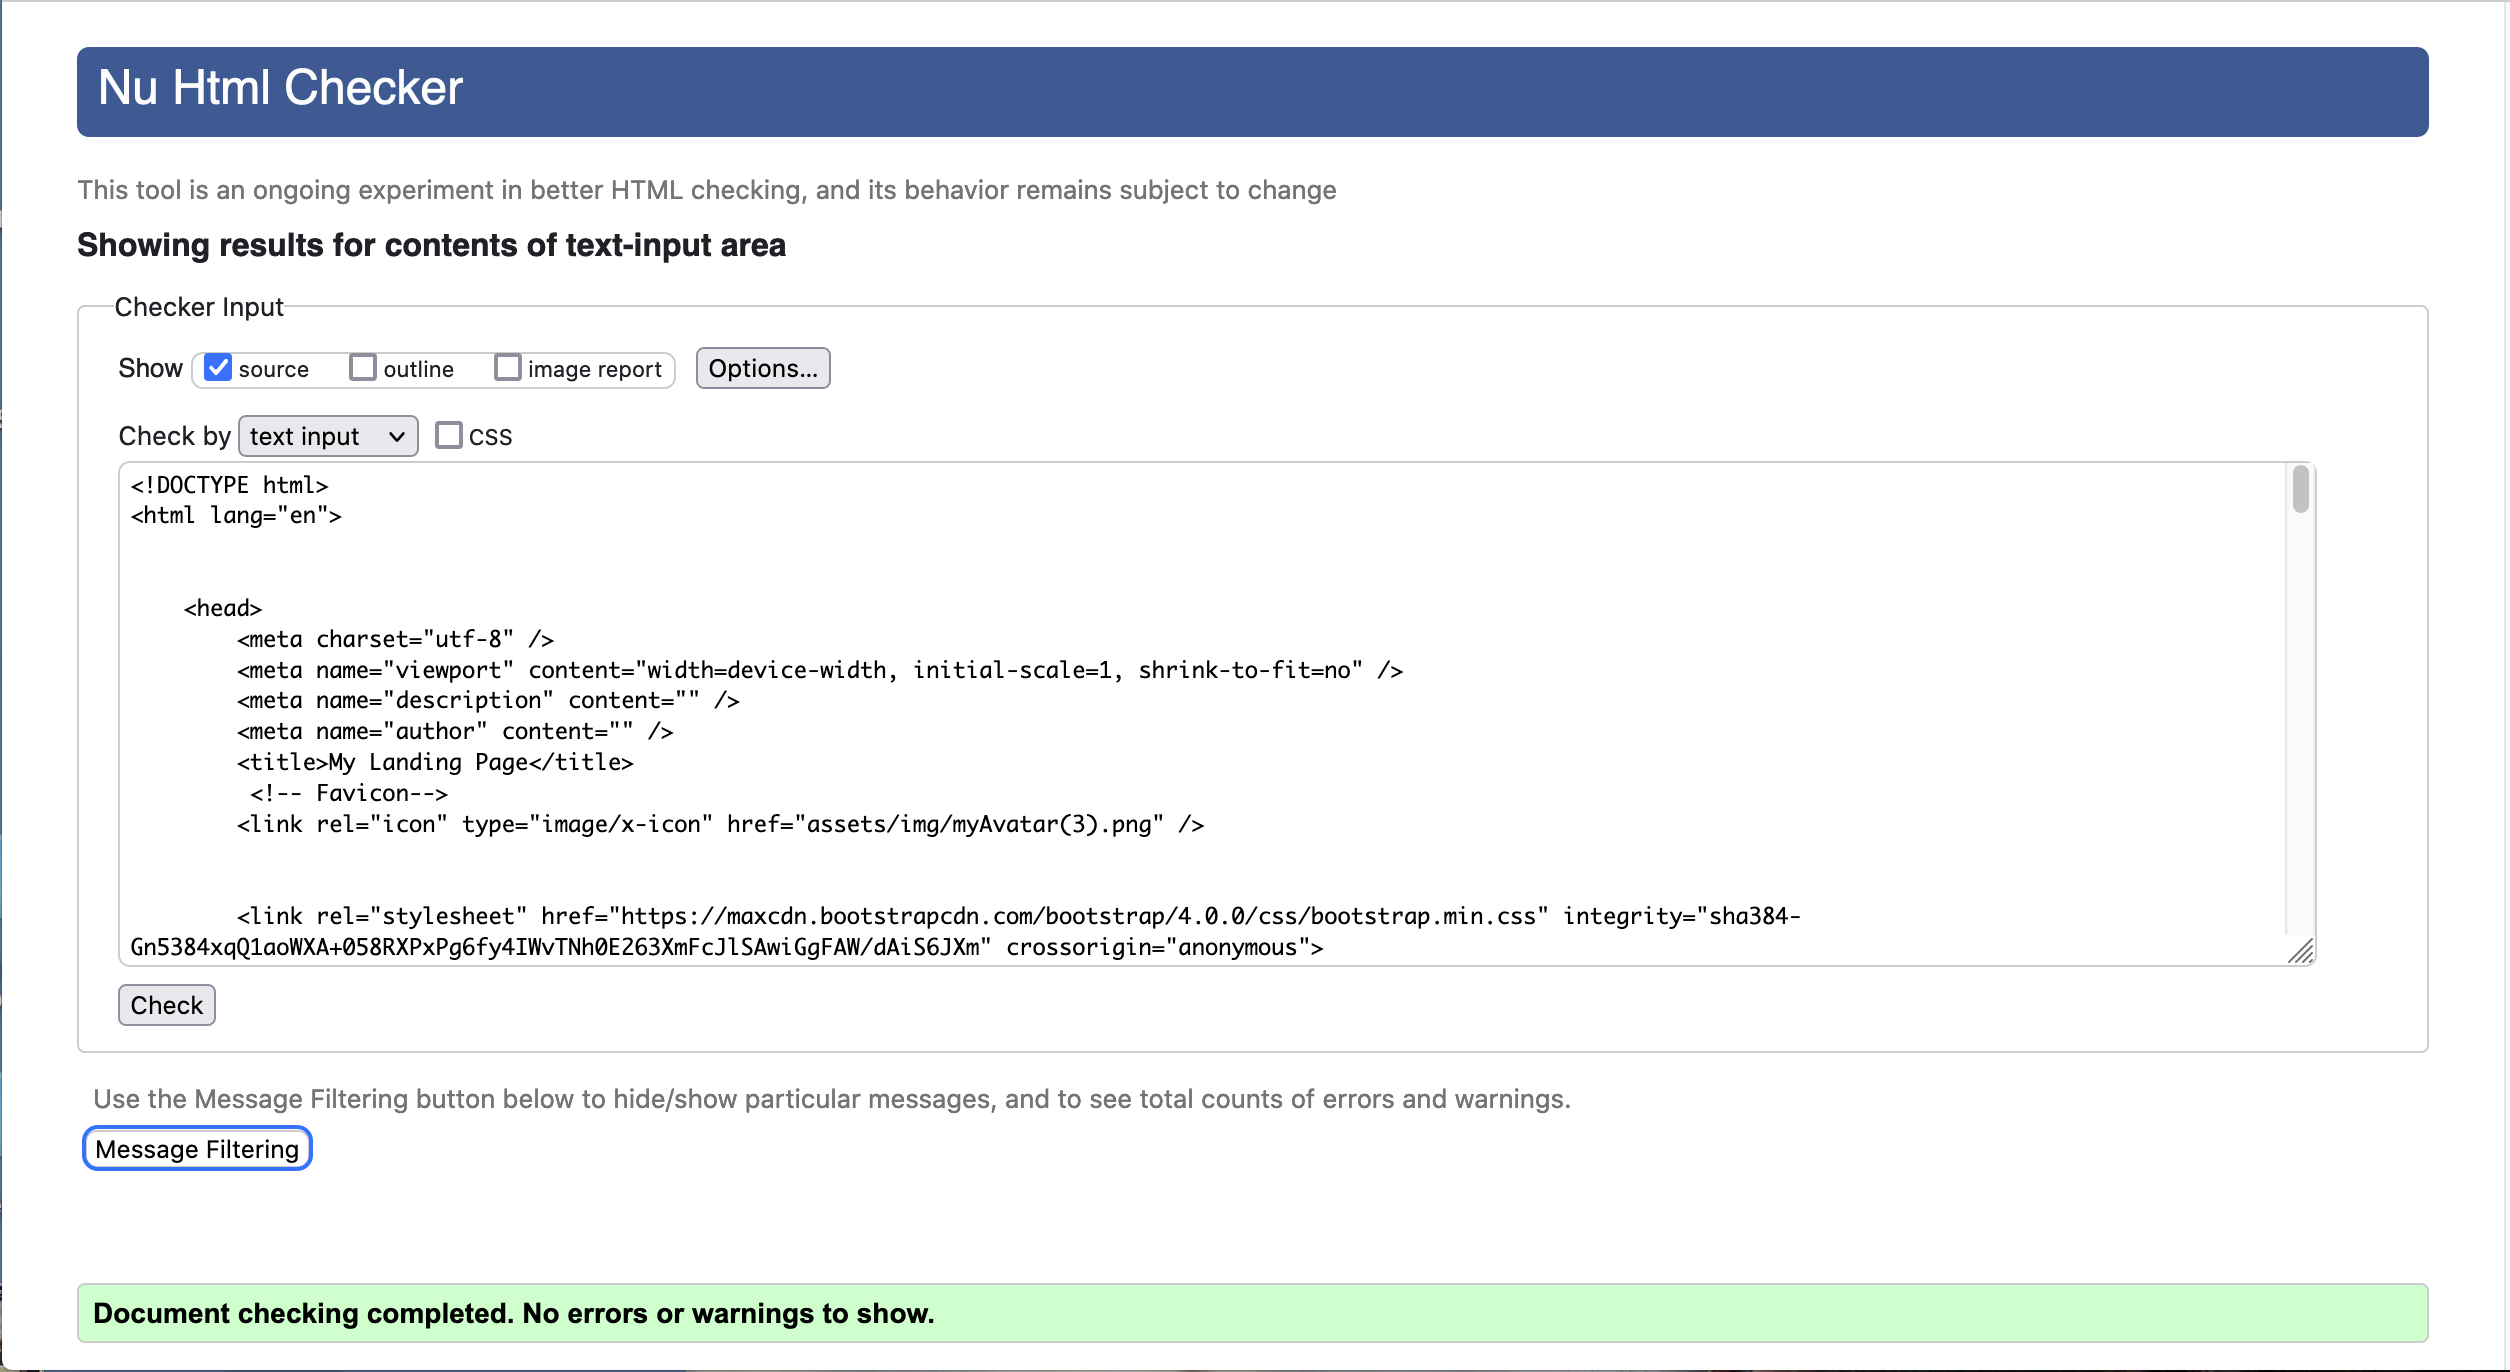 Nu Html Checker
This tool is an ongoing experiment in better HTML checking, and its behavior remains subject to change
Showing results for contents of text-input area
Checker Input
Show source outline image report Options...
Check by text input CSS
<!DOCTYPE html>
<html lang="en">
<head>
<meta charset="utf-8" />
<meta name="viewport" content="width=device-width, initial-scale=1, shrink-to-fit=no" />
<meta name="description" content="" />
<meta name="author" content="" />
<title>My Landing Page</title>
<!-- Favicon-->
<link rel="icon" type="image/x-icon" href="assets/img/myAvatar(3).png" />
<link rel="stylesheet" href="https://maxcdn.bootstrapcdn.com/bootstrap/4.0.0/css/bootstrap.min.css" integrity="sha384-
Gn5384xqQ1aoWXA+058RXPxPg6fy4IWvTNh0E263XmFcJlSAwiGgFAW/dAiS6JXm" crossorigin="anonymous">
Check
Use the Message Filtering button below to hide/show particular messages, and to see total counts of errors and warnings.
Message Filtering
Document checking completed. No errors or warnings to show.